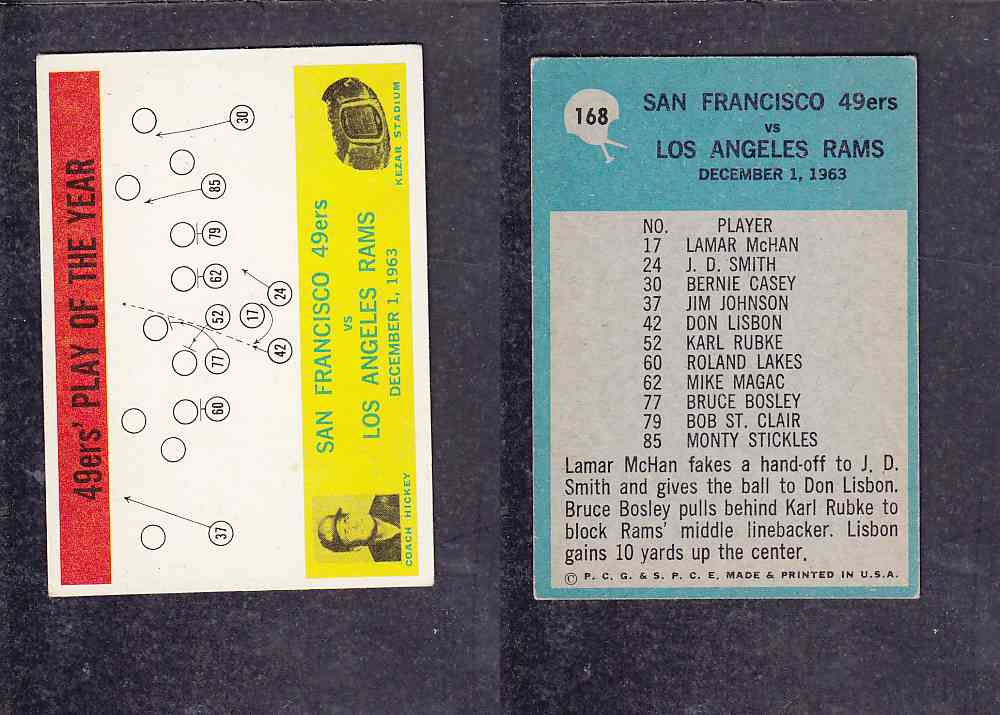 49ers' PLAY OF THE YEAR
30
85
79
62
24
52
17
42
77
60
37
SAN FRANCISCO 49ers
vs
LOS ANGELES RAMS
DECEMBER 1, 1963
KEZAR STADIUM
COACH HICKEY
168
SAN FRANCISCO 49ers
vs
LOS ANGELES RAMS
DECEMBER 1, 1963
NO. PLAYER
17 LAMAR McHAN
24 J. D. SMITH
30 BERNIE CASEY
37 JIM JOHNSON
42 DON LISBON
52 KARL RUBKE
60 ROLAND LAKES
62 MIKE MAGAC
77 BRUCE BOSLEY
79 BOB ST. CLAIR
85 MONTY STICKLES
Lamar McHan fakes a hand-off to J. D.
Smith and gives the ball to Don Lisbon.
Bruce Bosley pulls behind Karl Rubke to
block Rams' middle linebacker. Lisbon
gains 10 yards up the center.
© P. C. G. & S. P. C. E. MADE & PRINTED IN U.S.A.